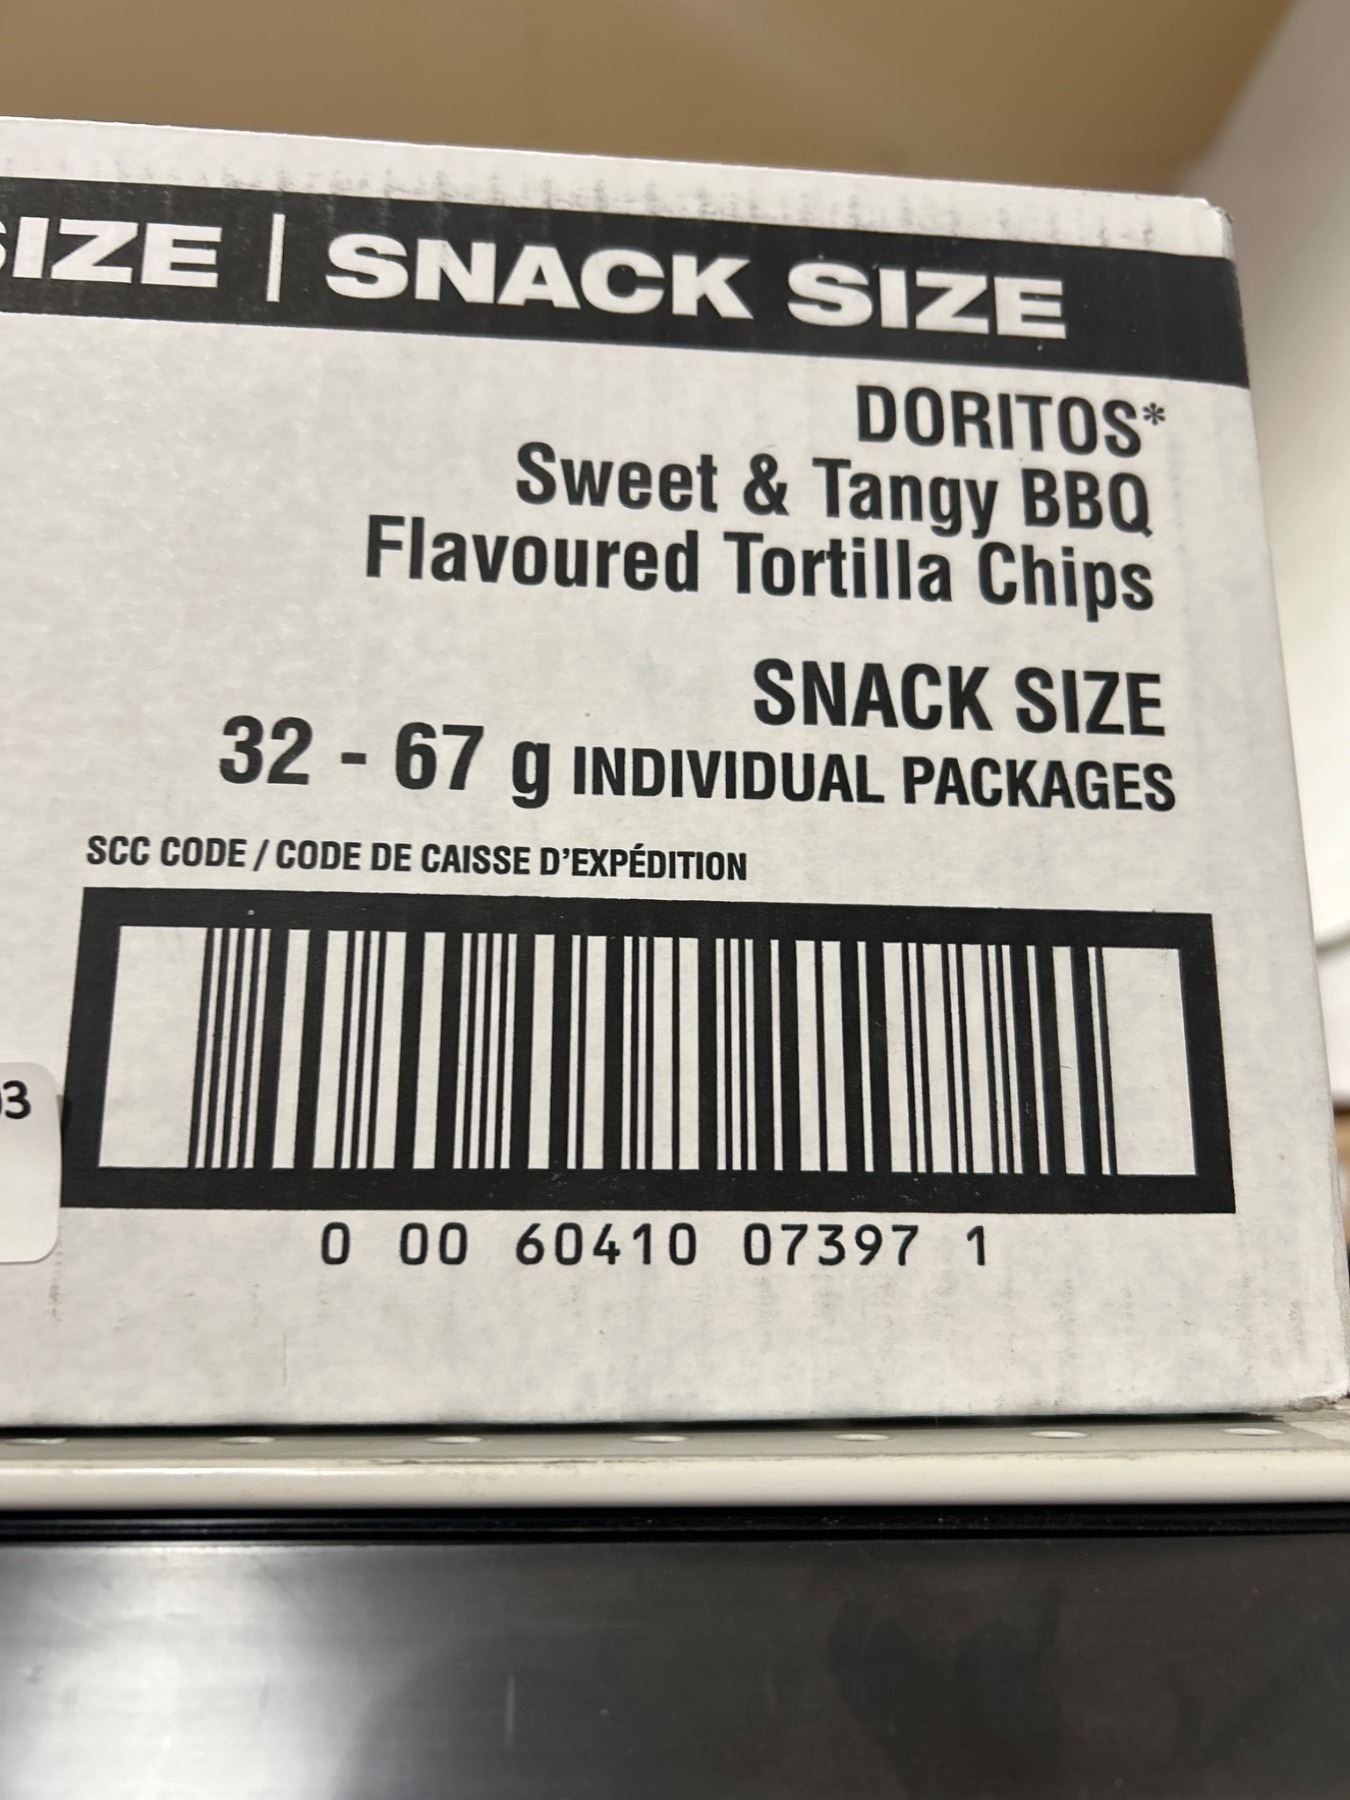 SIZE | SNACK SIZE
DORITOS*
Sweet & Tangy BBQ
Flavoured Tortilla Chips
SNACK SIZE
32 - 67 g INDIVIDUAL PACKAGES
SCC CODE / CODE DE CAISSE D'EXPÉDITION
3
0 00 60410 07397 1